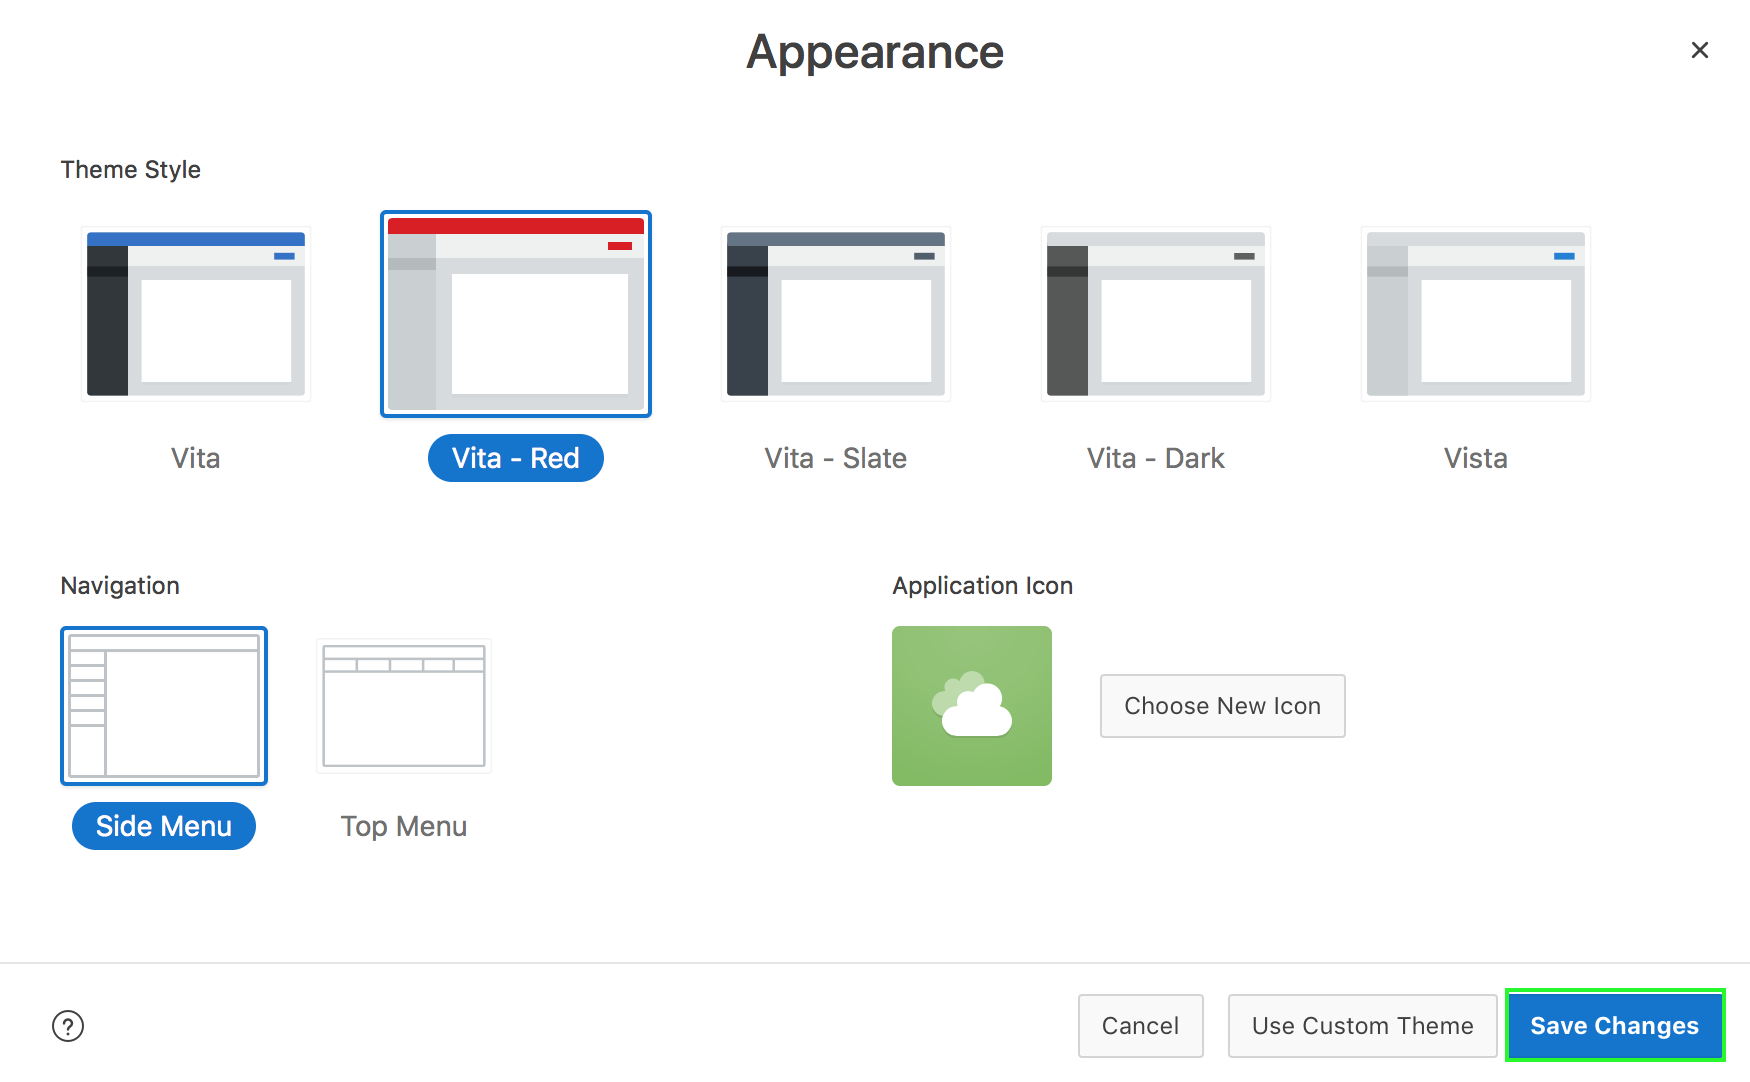 Appearance
Theme Style
Vita
Vita - Red
Vita - Slate
Vita - Dark
Vista
Navigation
Application Icon
Choose New Icon
Side Menu
Top Menu
?
Cancel
Use Custom Theme
Save Changes